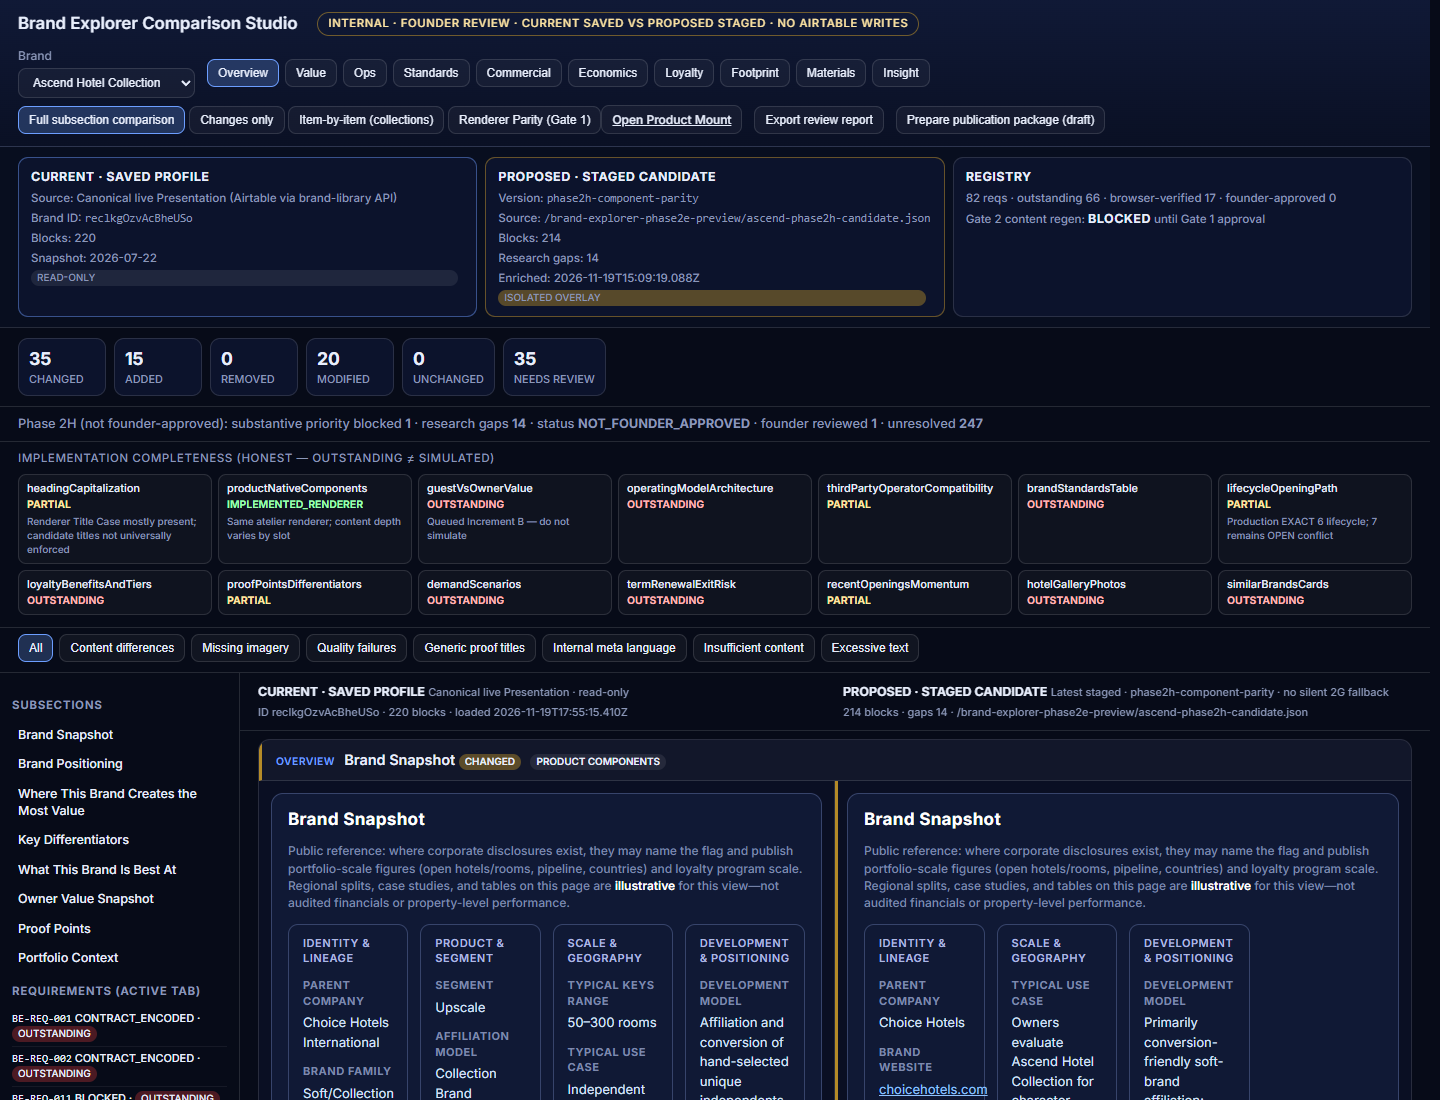 Brand Explorer Comparison Studio
INTERNAL · FOUNDER REVIEW · CURRENT SAVED VS PROPOSED STAGED · NO AIRTABLE WRITES
Brand
Ascend Hotel Collection
Overview
Value
Ops
Standards
Commercial
Economics
Loyalty
Footprint
Materials
Insight
Full subsection comparison
Changes only
Item-by-item (collections)
Renderer Parity (Gate 1)
Open Product Mount
Export review report
Prepare publication package (draft)
CURRENT · SAVED PROFILE
Source: Canonical live Presentation (Airtable via brand-library API)
Brand ID: reclkgOzvAcBheUSo
Blocks: 220
Snapshot: 2026-07-22
READ-ONLY
PROPOSED · STAGED CANDIDATE
Version: phase2h-component-parity
Source: /brand-explorer-phase2e-preview/ascend-phase2h-candidate.json
Blocks: 214
Research gaps: 14
Enriched: 2026-11-19T15:09:19.088Z
ISOLATED OVERLAY
REGISTRY
82 reqs · outstanding 66 · browser-verified 17 · founder-approved 0
Gate 2 content regen: BLOCKED until Gate 1 approval
35
CHANGED
15
ADDED
0
REMOVED
20
MODIFIED
0
UNCHANGED
35
NEEDS REVIEW
Phase 2H (not founder-approved): substantive priority blocked 1 · research gaps 14 · status NOT_FOUNDER_APPROVED · founder reviewed 1 · unresolved 247
IMPLEMENTATION COMPLETENESS (HONEST — OUTSTANDING ≠ SIMULATED)
headingCapitalization
PARTIAL
Renderer Title Case mostly present;
candidate titles not universally
enforced
productNativeComponents
IMPLEMENTED_RENDERER
Same atelier renderer; content depth
varies by slot
guestVsOwnerValue
OUTSTANDING
Queued Increment B — do not
simulate
operatingModelArchitecture
OUTSTANDING
thirdPartyOperatorCompatibility
PARTIAL
brandStandardsTable
OUTSTANDING
lifecycleOpeningPath
PARTIAL
Production EXACT 6 lifecycle; 7
remains OPEN conflict
loyaltyBenefitsAndTiers
OUTSTANDING
proofPointsDifferentiators
PARTIAL
demandScenarios
OUTSTANDING
termRenewalExitRisk
OUTSTANDING
recentOpeningsMomentum
PARTIAL
hotelGalleryPhotos
OUTSTANDING
similarBrandsCards
OUTSTANDING
All
Content differences
Missing imagery
Quality failures
Generic proof titles
Internal meta language
Insufficient content
Excessive text
SUBSECTIONS
Brand Snapshot
Brand Positioning
Where This Brand Creates the
Most Value
Key Differentiators
What This Brand Is Best At
Owner Value Snapshot
Proof Points
Portfolio Context
REQUIREMENTS (ACTIVE TAB)
BE-REQ-001 CONTRACT_ENCODED ·
OUTSTANDING
BE-REQ-002 CONTRACT_ENCODED ·
OUTSTANDING
BE-REQ-011 BLOCKED · OUTSTANDING
CURRENT · SAVED PROFILE Canonical live Presentation · read-only
ID reclkgOzvAcBheUSo · 220 blocks · loaded 2026-11-19T17:55:15.410Z
PROPOSED · STAGED CANDIDATE Latest staged · phase2h-component-parity · no silent 2G fallback
214 blocks · gaps 14 · /brand-explorer-phase2e-preview/ascend-phase2h-candidate.json
OVERVIEW Brand Snapshot CHANGED PRODUCT COMPONENTS
Brand Snapshot
Public reference: where corporate disclosures exist, they may name the flag and publish
portfolio-scale figures (open hotels/rooms, pipeline, countries) and loyalty program scale.
Regional splits, case studies, and tables on this page are illustrative for this view—not
audited financials or property-level performance.
IDENTITY &
LINEAGE
PARENT
COMPANY
Choice Hotels
International
BRAND FAMILY
Soft/Collection
PRODUCT &
SEGMENT
SEGMENT
Upscale
AFFILIATION
MODEL
Collection
Brand
SCALE &
GEOGRAPHY
TYPICAL KEYS
RANGE
50–300 rooms
TYPICAL USE
CASE
Independent
DEVELOPMENT
& POSITIONING
DEVELOPMENT
MODEL
Affiliation and
conversion of
hand-selected
unique
independents
Brand Snapshot
Public reference: where corporate disclosures exist, they may name the flag and publish
portfolio-scale figures (open hotels/rooms, pipeline, countries) and loyalty program scale.
Regional splits, case studies, and tables on this page are illustrative for this view—not
audited financials or property-level performance.
IDENTITY &
LINEAGE
PARENT
COMPANY
Choice Hotels
BRAND
WEBSITE
choicehotels.com
SCALE &
GEOGRAPHY
TYPICAL USE
CASE
Owners
evaluate
Ascend Hotel
Collection for
character
DEVELOPMENT
& POSITIONING
DEVELOPMENT
MODEL
Primarily
conversion-
friendly soft-
brand
affiliation;